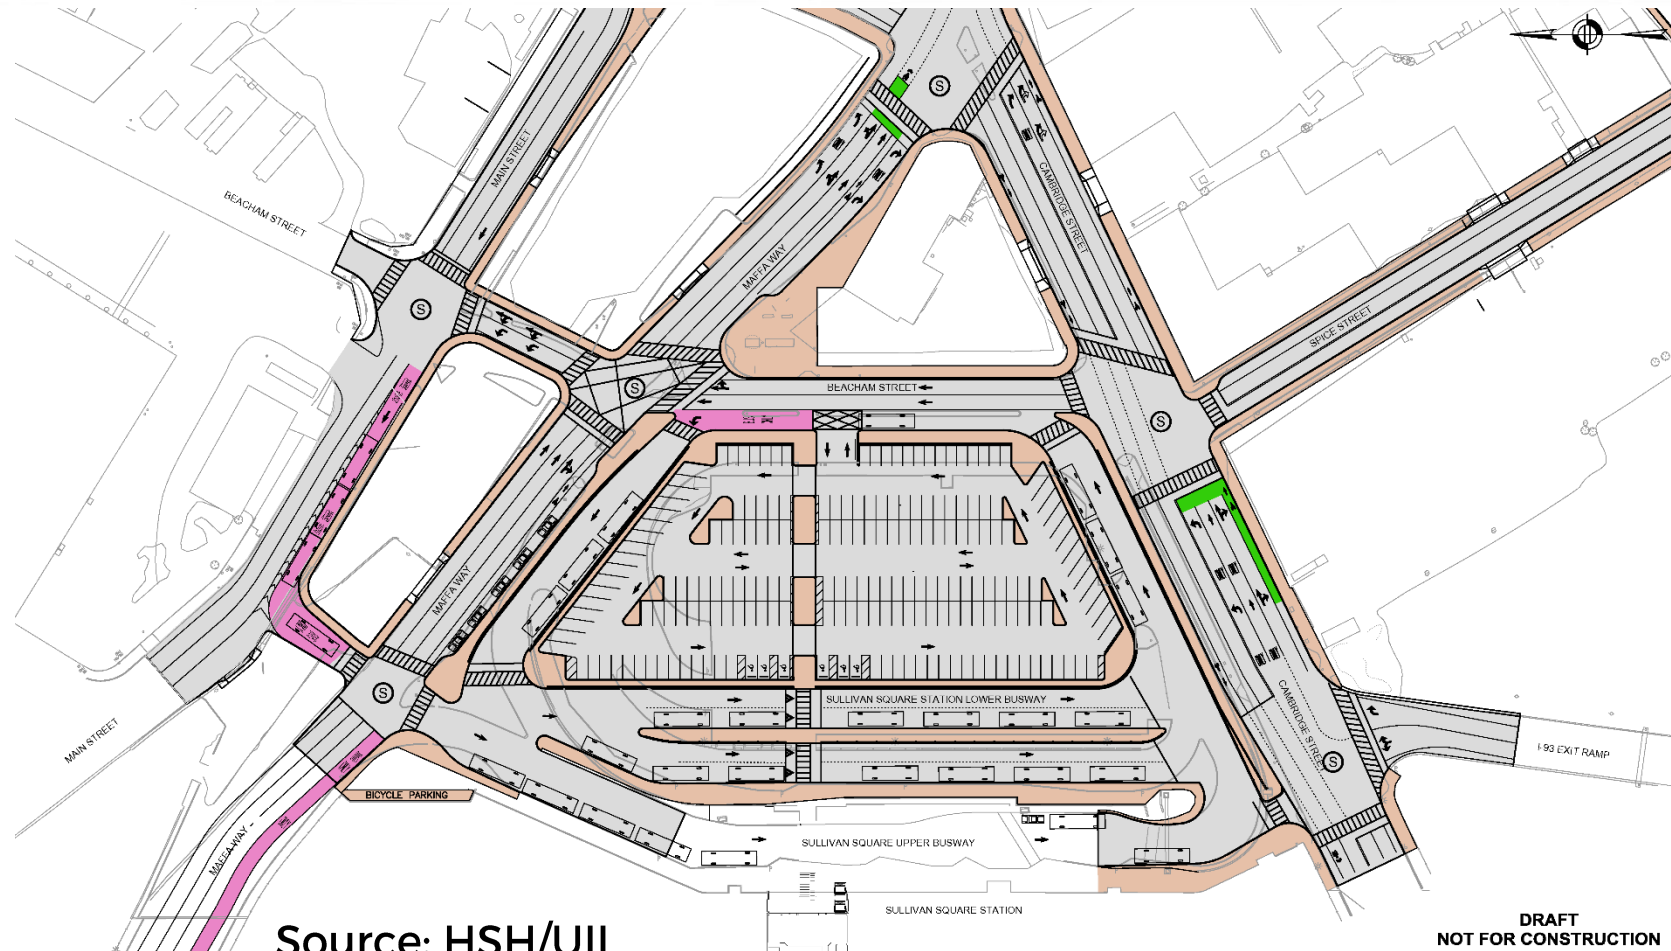 MAIN STREET
BEACHAM STREET
MAFFA WAY
CAMBRIDGE STREET
SPICE STREET
BEACHAM STREET
MAFFA WAY
S
S
S
S
S
S
SULLIVAN SQUARE STATION LOWER BUSWAY
CAMBRIDGE STREET
I-93 EXIT RAMP
MAIN STREET
BICYCLE PARKING
MAFFA WAY
SULLIVAN SQUARE UPPER BUSWAY
SULLIVAN SQUARE STATION
Source: HSH/UII
DRAFT
NOT FOR CONSTRUCTION